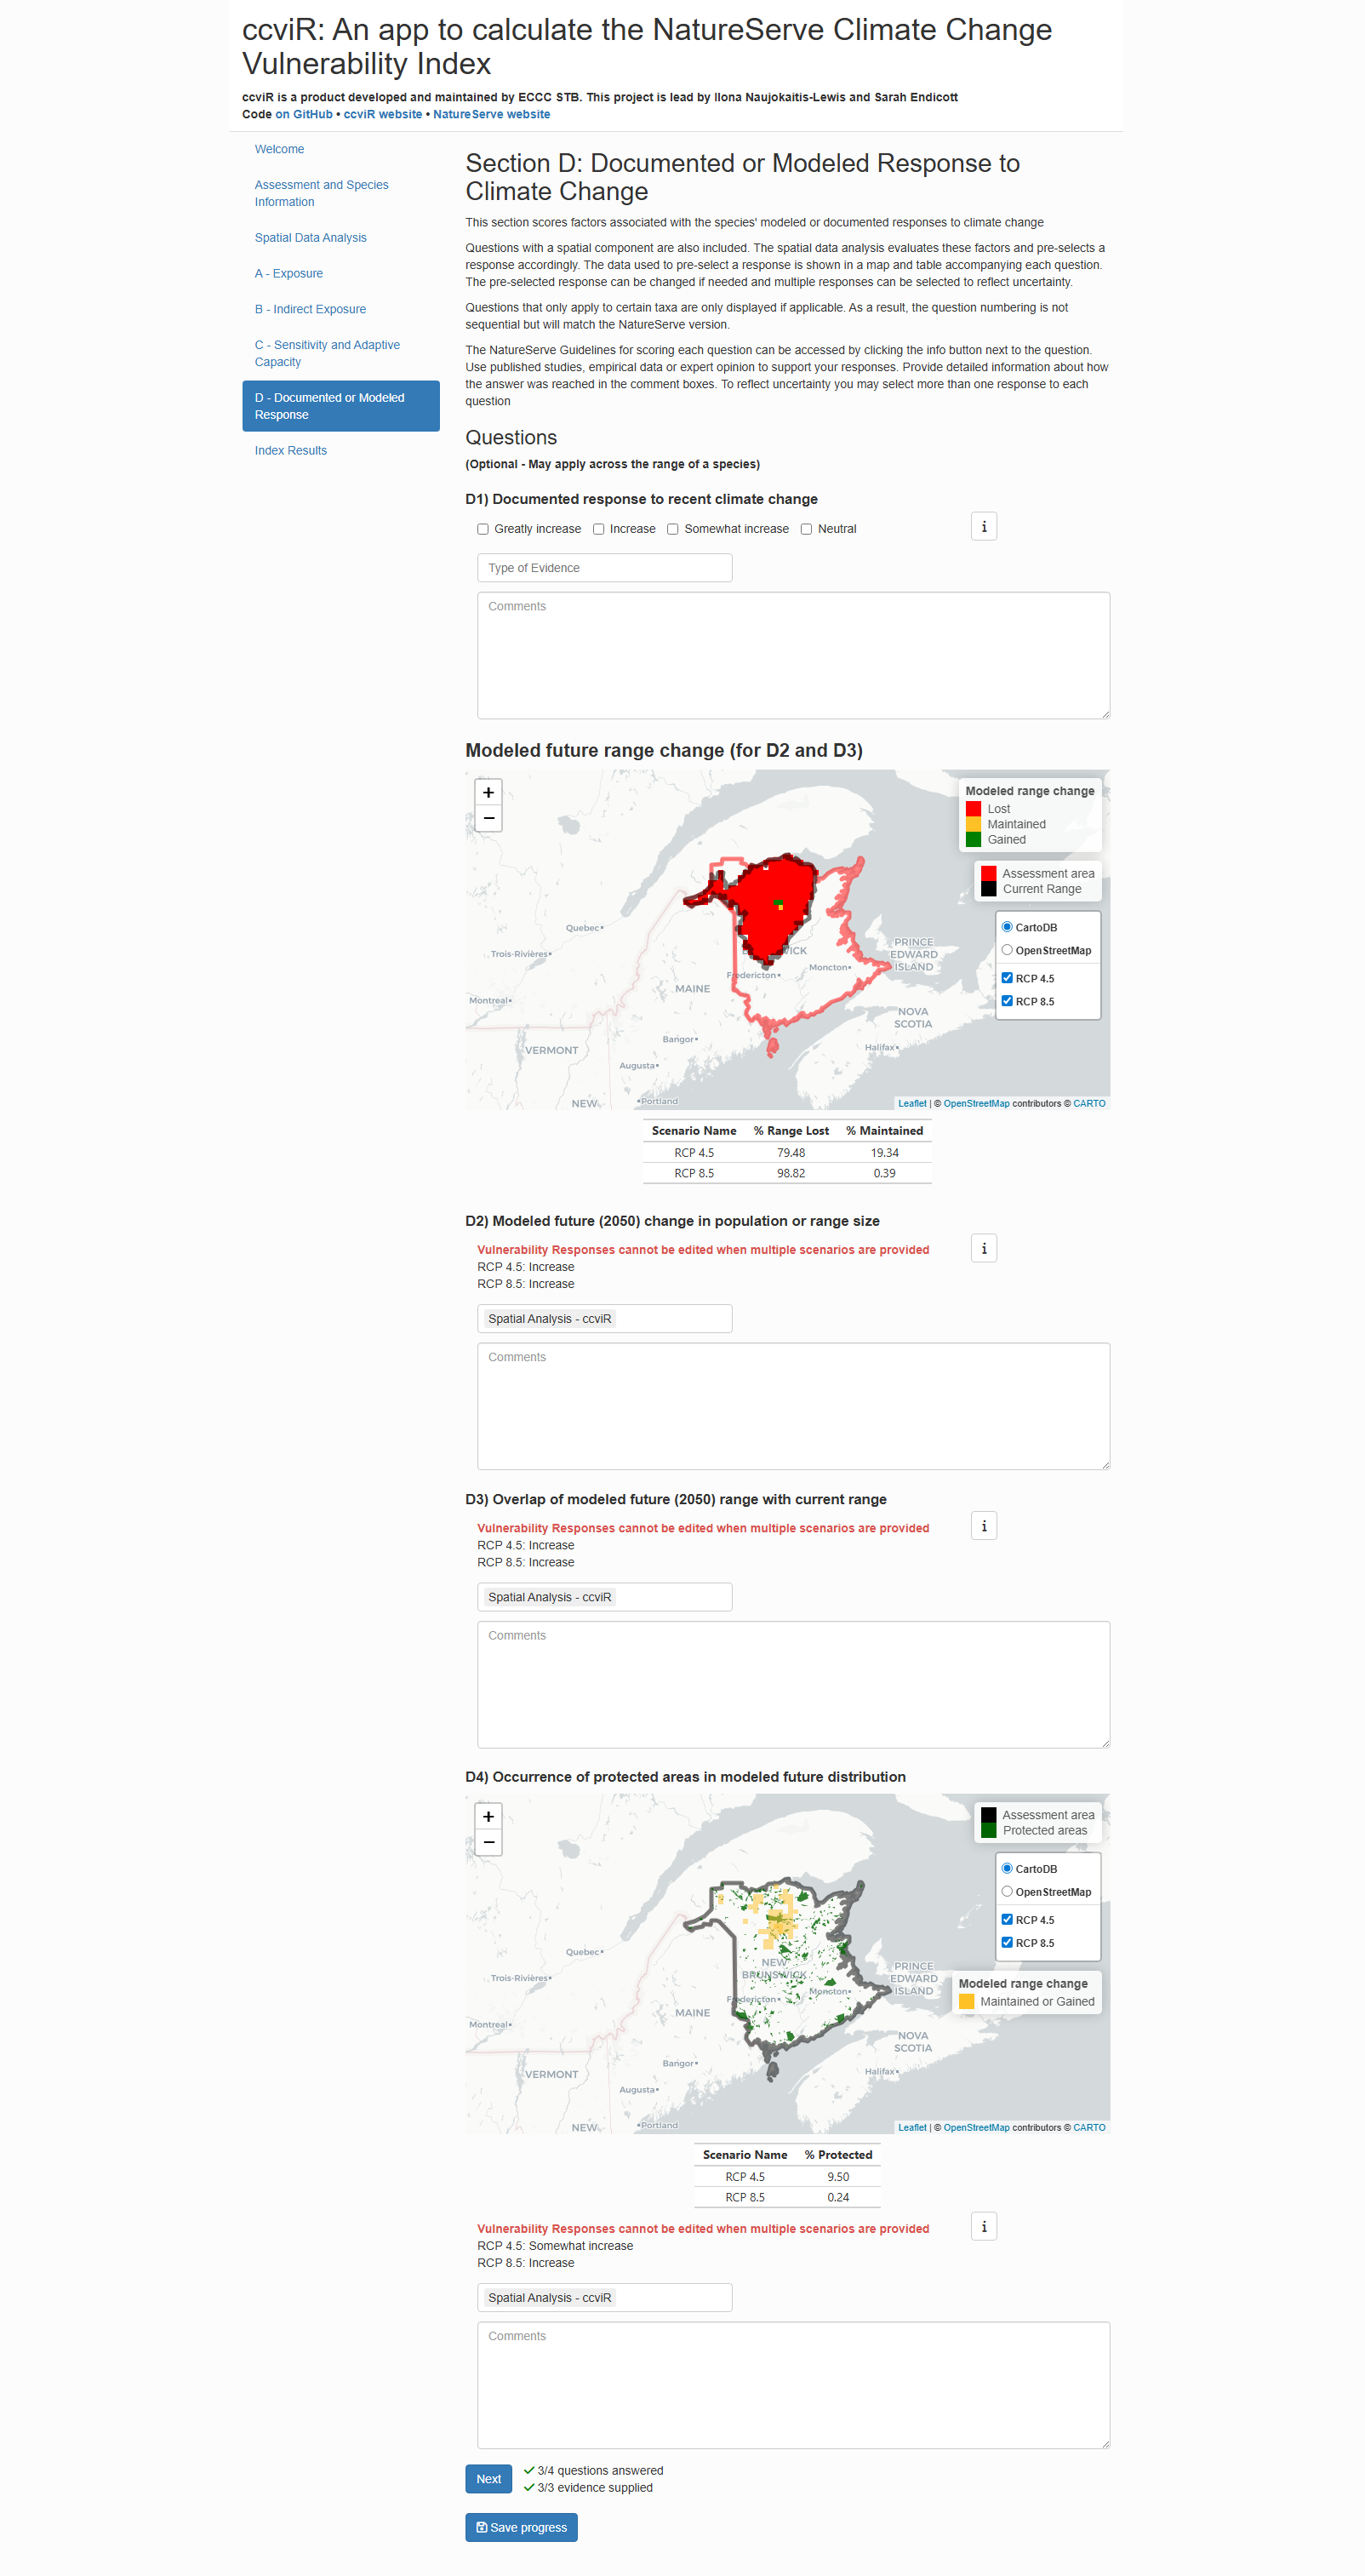 ccviR: An app to calculate the NatureServe Climate Change
Vulnerability Index
ccviR is a product developed and maintained by ECCC STB. This project is lead by Ilona Naujokaitis-Lewis and Sarah Endicott
Code on GitHub • ccviR website • NatureServe website
Welcome
Assessment and Species
Information
Spatial Data Analysis
A - Exposure
B - Indirect Exposure
C - Sensitivity and Adaptive
Capacity
D - Documented or Modeled
Response
Index Results
Section D: Documented or Modeled Response to
Climate Change
This section scores factors associated with the species' modeled or documented responses to climate change
Questions with a spatial component are also included. The spatial data analysis evaluates these factors and pre-selects a
response accordingly. The data used to pre-select a response is shown in a map and table accompanying each question.
The pre-selected response can be changed if needed and multiple responses can be selected to reflect uncertainty.
Questions that only apply to certain taxa are only displayed if applicable. As a result, the question numbering is not
sequential but will match the NatureServe version.
The NatureServe Guidelines for scoring each question can be accessed by clicking the info button next to the question.
Use published studies, empirical data or expert opinion to support your responses. Provide detailed information about how
the answer was reached in the comment boxes. To reflect uncertainty you may select more than one response to each
question
Questions
(Optional - May apply across the range of a species)
D1) Documented response to recent climate change
Greatly increase Increase Somewhat increase Neutral
i
Type of Evidence
Comments
Modeled future range change (for D2 and D3)
+
−
Modeled range change
Lost
Maintained
Gained
Assessment area
Current Range
CartoDB
OpenStreetMap
RCP 4.5
RCP 8.5
Quebec
Trois-Rivières
Montreal
MAINE
VERMONT
Bangor
Augusta
NEW
Portland
Fredericton
Moncton
PRINCE
EDWARD
ISLAND
NOVA
SCOTIA
Halifax
Leaflet | © OpenStreetMap contributors © CARTO
Scenario Name % Range Lost % Maintained
RCP 4.5 79.48 19.34
RCP 8.5 98.82 0.39
D2) Modeled future (2050) change in population or range size
Vulnerability Responses cannot be edited when multiple scenarios are provided
i
RCP 4.5: Increase
RCP 8.5: Increase
Spatial Analysis - ccviR
Comments
D3) Overlap of modeled future (2050) range with current range
Vulnerability Responses cannot be edited when multiple scenarios are provided
i
RCP 4.5: Increase
RCP 8.5: Increase
Spatial Analysis - ccviR
Comments
D4) Occurrence of protected areas in modeled future distribution
+
−
Assessment area
Protected areas
CartoDB
OpenStreetMap
RCP 4.5
RCP 8.5
Modeled range change
Maintained or Gained
Quebec
Trois-Rivières
Montreal
NEW
BRUNSWICK
Fredericton
Moncton
PRINCE
EDWARD
ISLAND
MAINE
NOVA
SCOTIA
VERMONT
Bangor
Halifax
Augusta
NEW
Portland
Leaflet | © OpenStreetMap contributors © CARTO
Scenario Name % Protected
RCP 4.5 9.50
RCP 8.5 0.24
Vulnerability Responses cannot be edited when multiple scenarios are provided
i
RCP 4.5: Somewhat increase
RCP 8.5: Increase
Spatial Analysis - ccviR
Comments
Next
3/4 questions answered
3/3 evidence supplied
Save progress